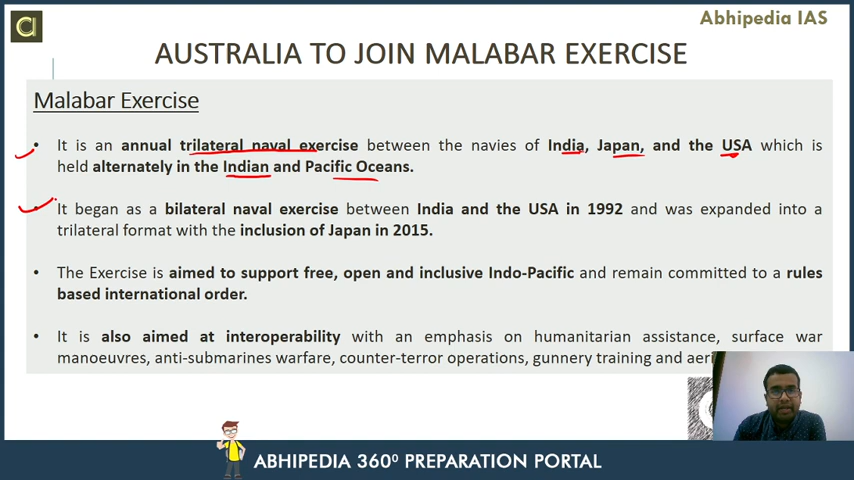 Abhipedia IAS
AUSTRALIA TO JOIN MALABAR EXERCISE
Malabar Exercise
• It is an annual trilateral naval exercise between the navies of India, Japan, and the USA which is
held alternately in the Indian and Pacific Oceans.
• It began as a bilateral naval exercise between India and the USA in 1992 and was expanded into a
trilateral format with the inclusion of Japan in 2015.
• The Exercise is aimed to support free, open and inclusive Indo-Pacific and remain committed to a rules
based international order.
• It is also aimed at interoperability with an emphasis on humanitarian assistance, surface war
manoeuvres, anti-submarines warfare, counter-terror operations, gunnery training and
ABHIPEDIA 360⁰ PREPARATION PORTAL